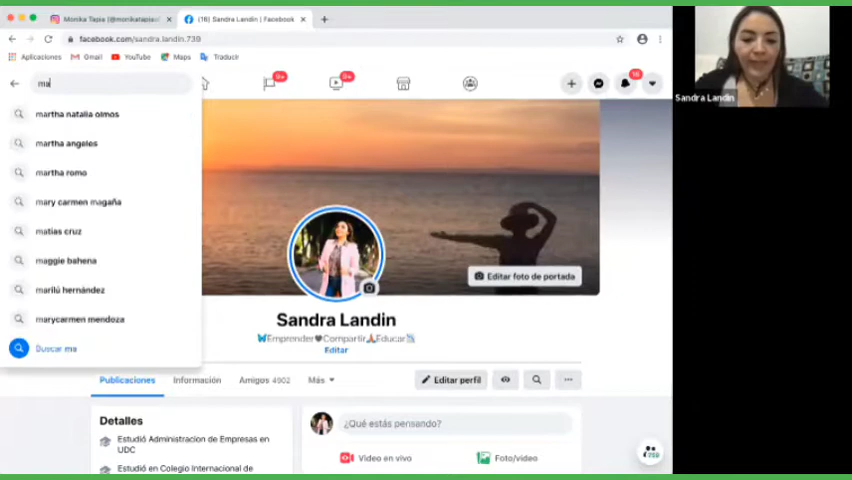 Monika Tapia (@monikatapia
(16) Sandra Landin | Facebook
facebook.com/sandra.landin.739
Aplicaciones
Gmail
YouTube
Maps
Traducir
ma
9+
9+
16
martha natalia olmos
martha angeles
martha romo
mary carmen magaña
matias cruz
maggie bahena
marilú hernández
marycarmen mendoza
Buscar ma
Editar foto de portada
Sandra Landin
Emprender Compartir Educar
Editar
Publicaciones
Información
Amigos 4902
Más
Editar perfil
Detalles
Estudió Administracion de Empresas en
UDC
Estudió en Colegio Internacional de
¿Qué estás pensando?
Video en vivo
Foto/video
Sandra Landin